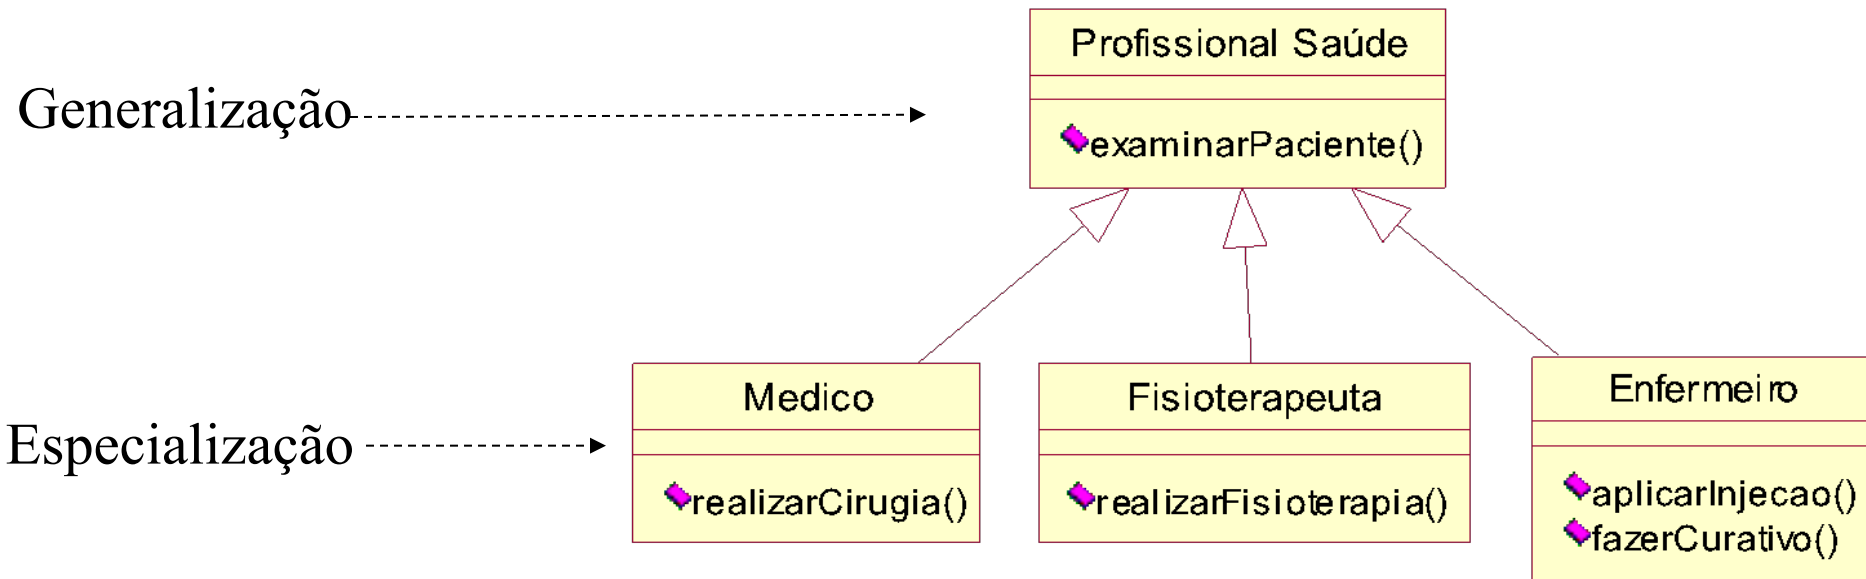 Profissional Saúde
Generalização
examinarPaciente()
Medico
Fisioterapeuta
Enfermeiro
Especialização
realizarCirugia()
realizarFisioterapia()
aplicarInjecao()
fazerCurativo()